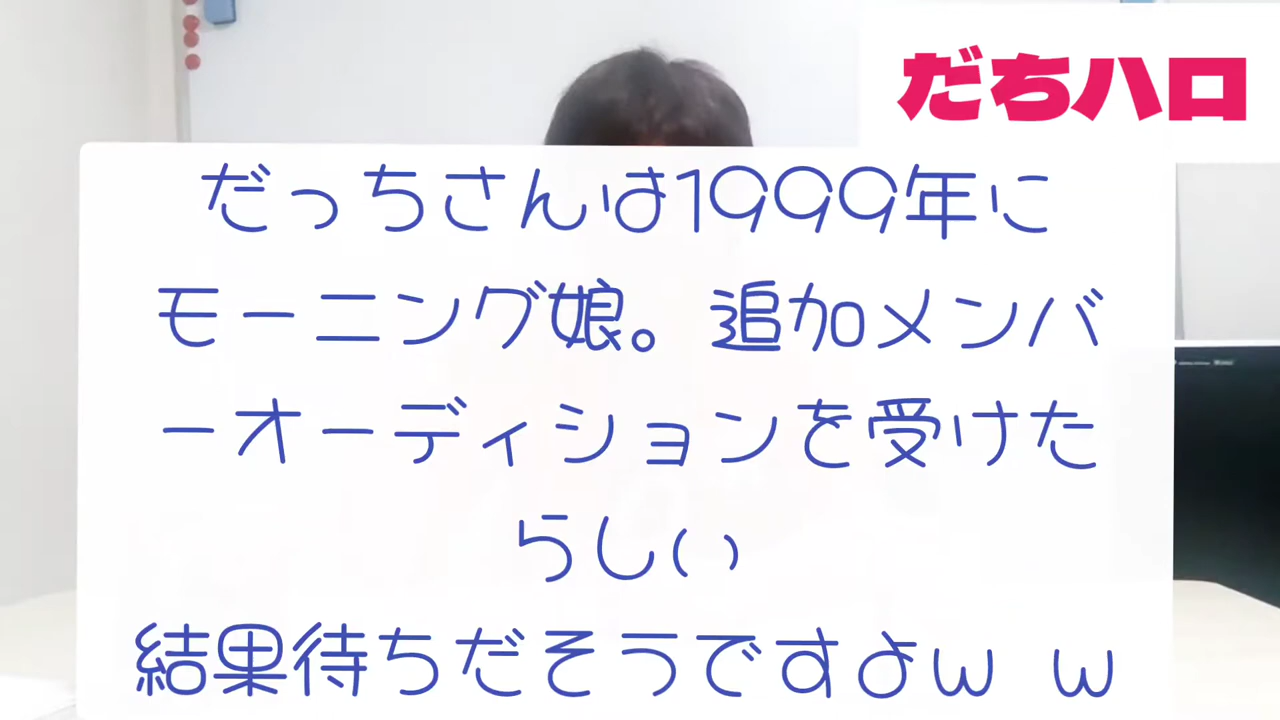 だちハロ
だっちさんは1999年に
モーニング娘。追加メンバ
ーオーディションを受けた
らしい
結果待ちだそうですよw w